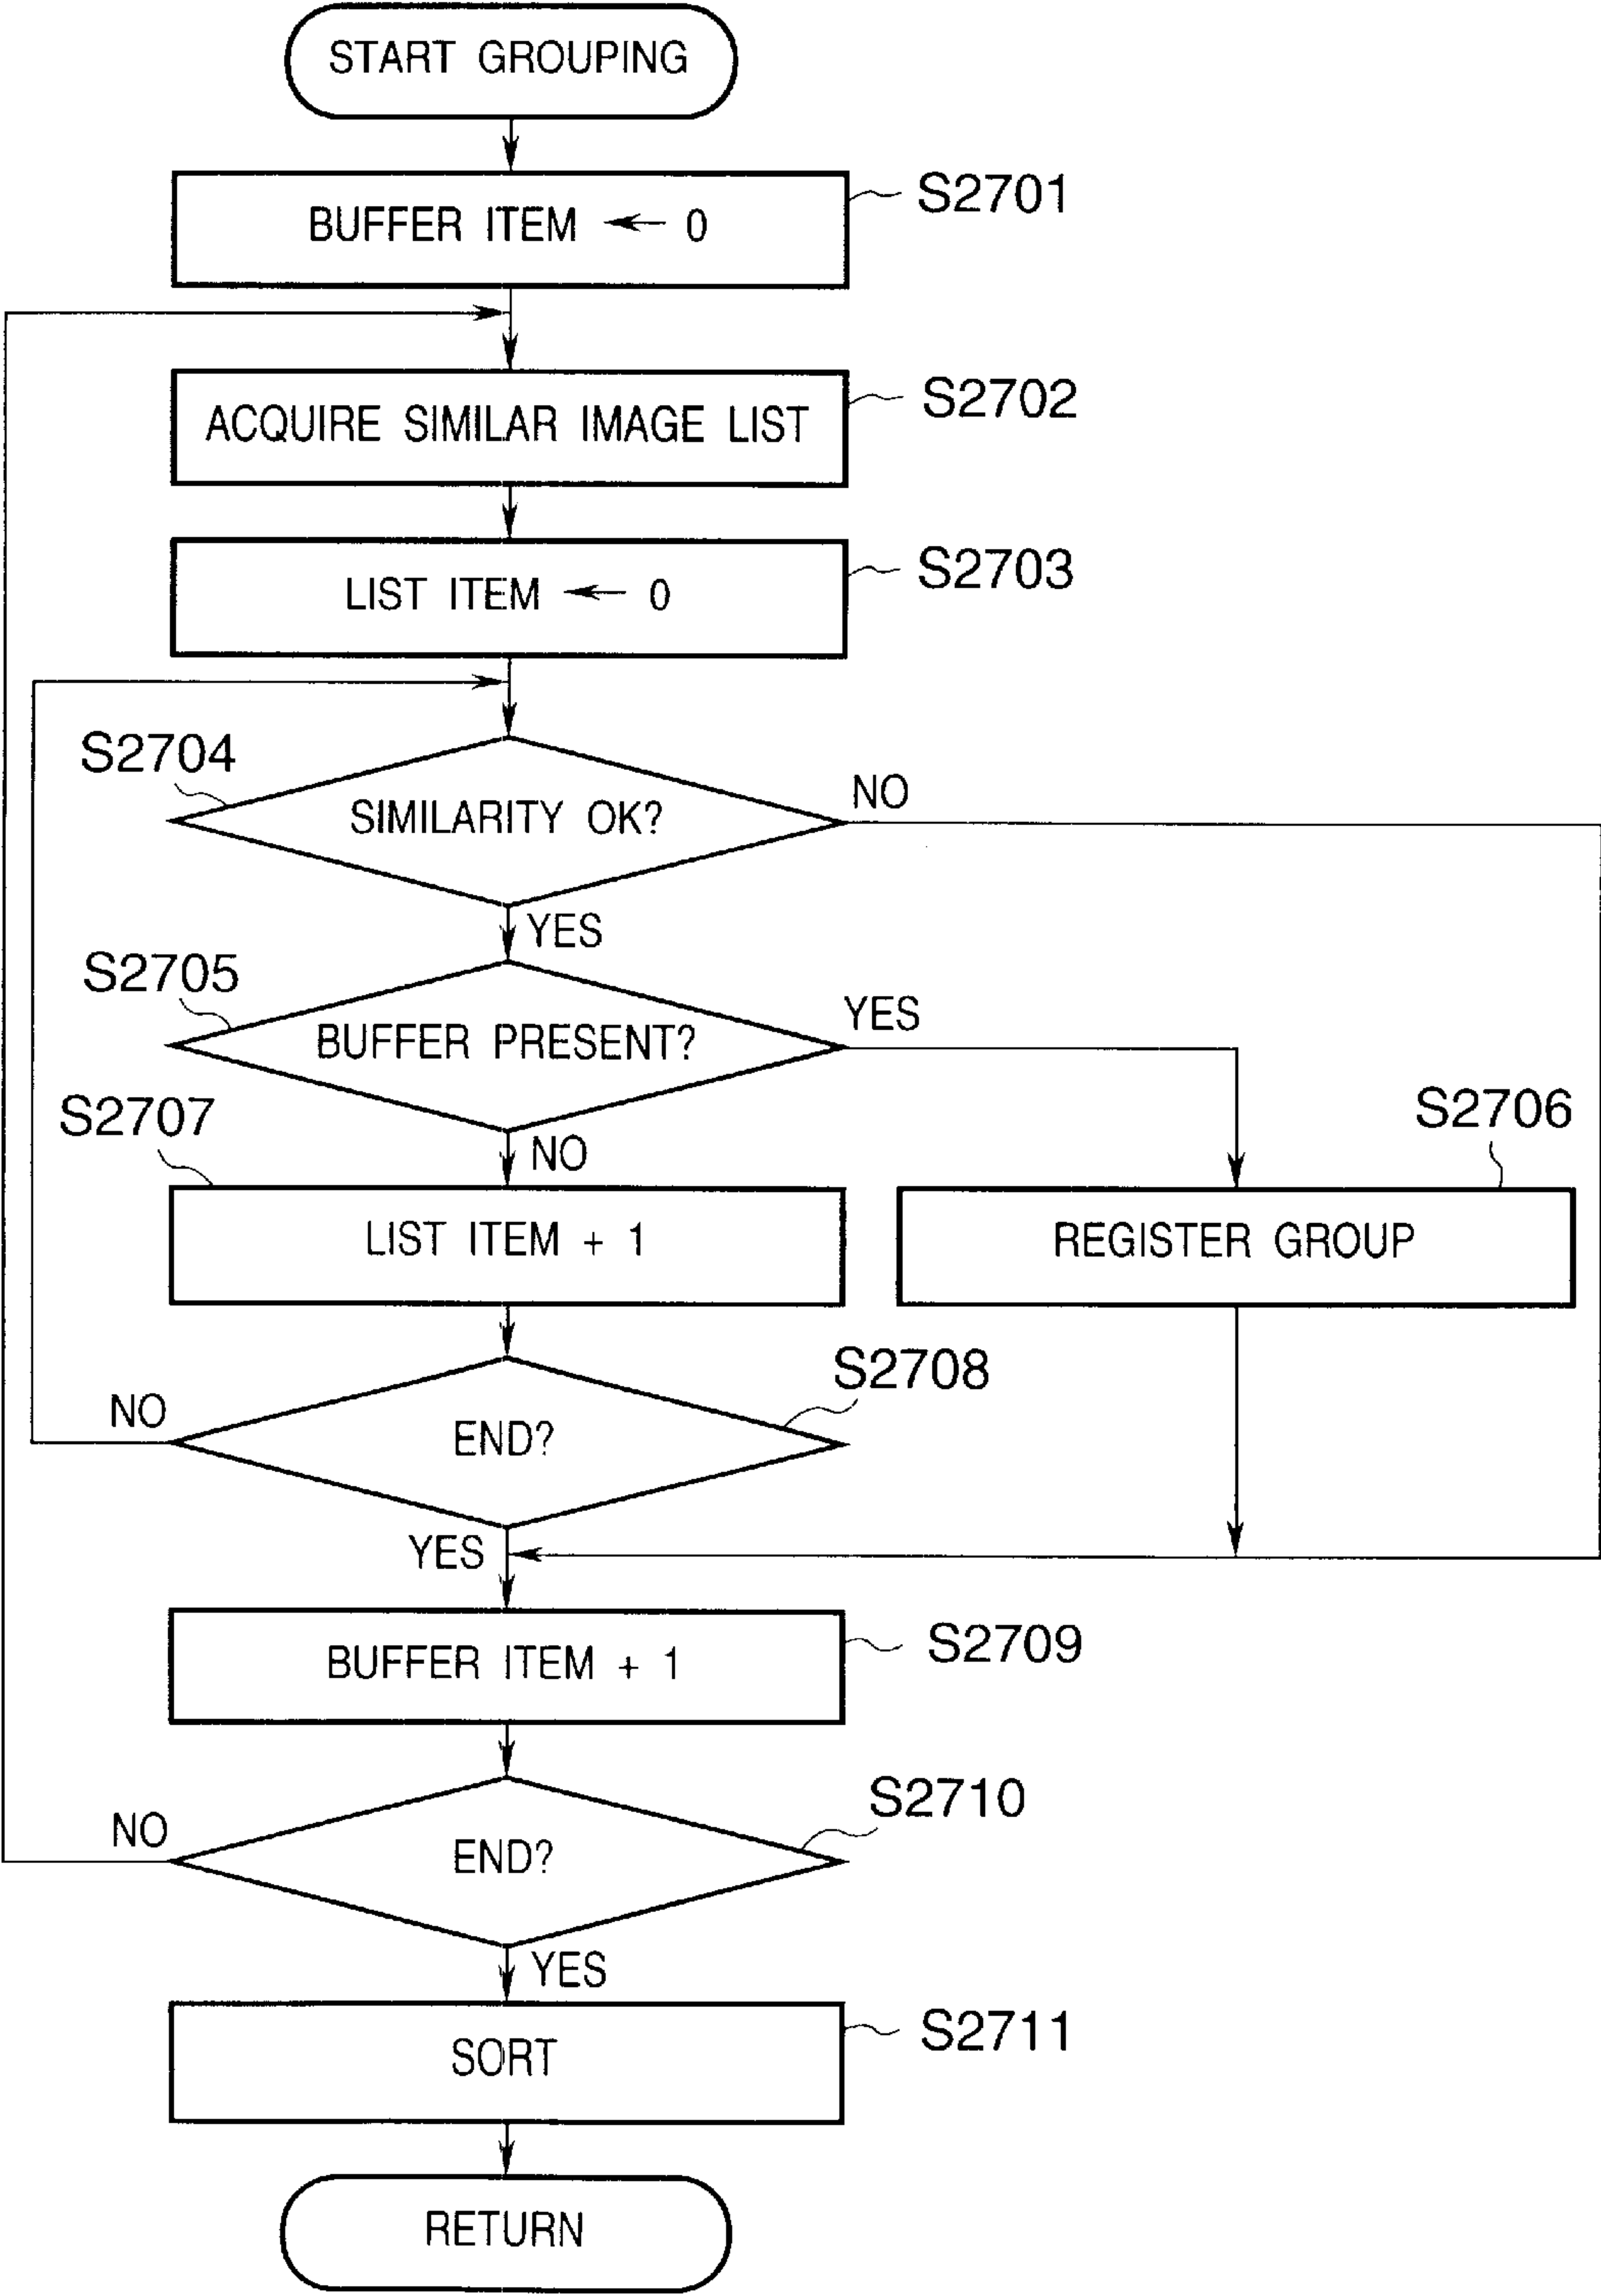 START GROUPING
BUFFER ITEM ← 0
S2701
ACQUIRE SIMILAR IMAGE LIST
S2702
LIST ITEM ← 0
S2703
S2704
SIMILARITY OK?
NO
YES
S2705
BUFFER PRESENT?
YES
NO
S2707
S2706
LIST ITEM + 1
REGISTER GROUP
S2708
NO
END?
YES
BUFFER ITEM + 1
S2709
S2710
NO
END?
YES
SORT
S2711
RETURN